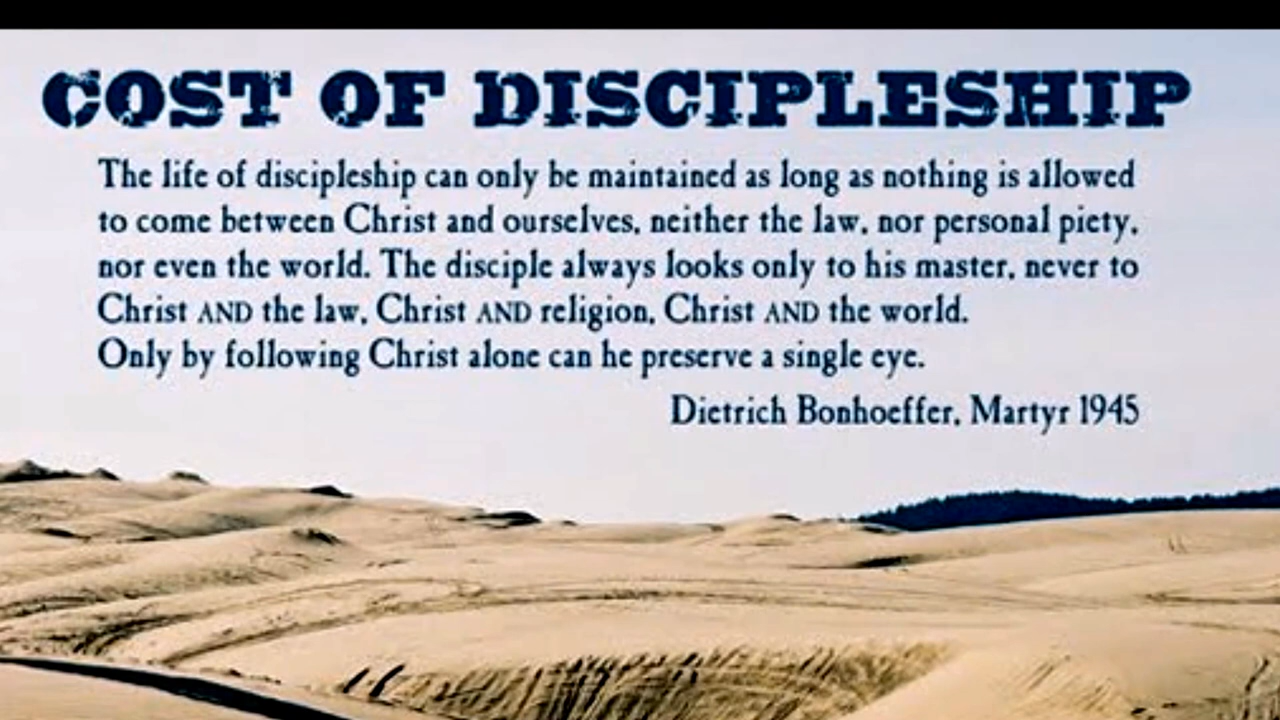 COST OF DISCIPLESHIP
The life of discipleship can only be maintained as long as nothing is allowed
to come between Christ and ourselves, neither the law, nor personal piety,
nor even the world. The disciple always looks only to his master, never to
Christ AND the law, Christ AND religion, Christ AND the world.
Only by following Christ alone can he preserve a single eye.
Dietrich Bonhoeffer, Martyr 1945